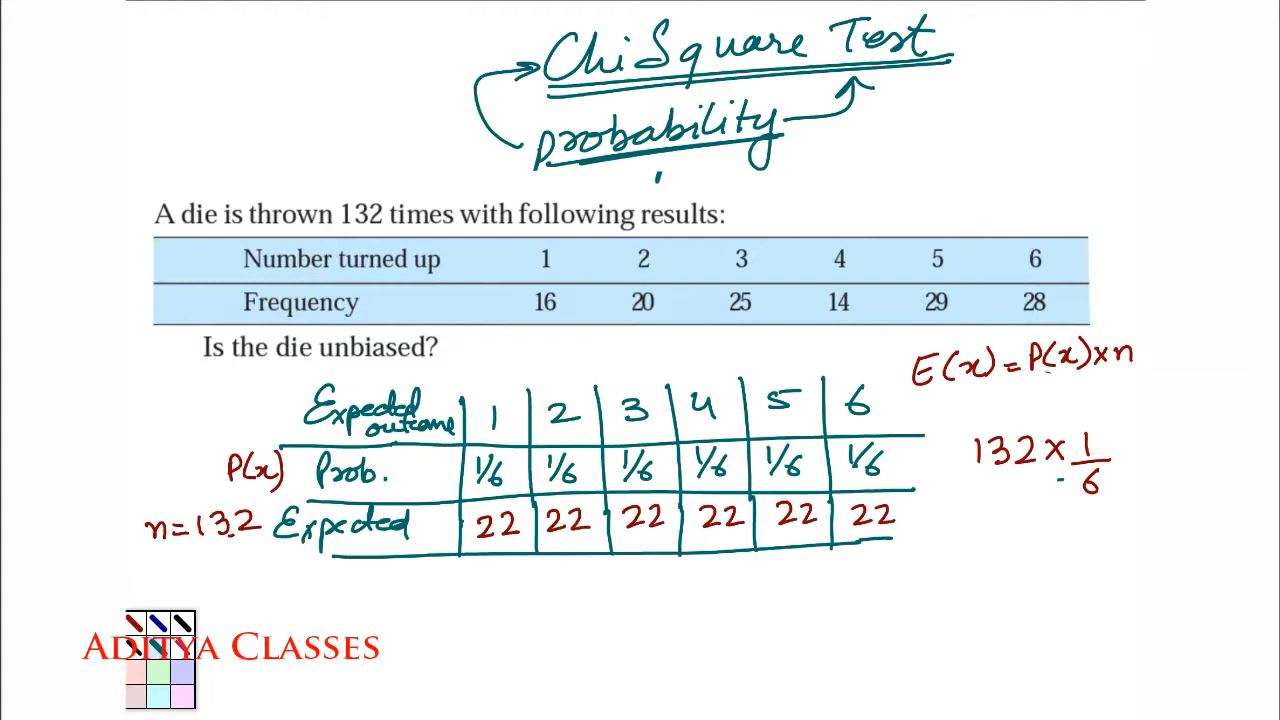 Chi Square Test
Probability
A die is thrown 132 times with following results:
Number turned up 1 2 3 4 5 6
Frequency 16 20 25 14 29 28
Is the die unbiased?
E(x) = P(x) × n
Expected outcome 1 2 3 4 5 6
P(x) Prob. 1/6 1/6 1/6 1/6 1/6 1/6
132 × 1/6
n = 132 Expected 22 22 22 22 22 22
ADITYA CLASSES